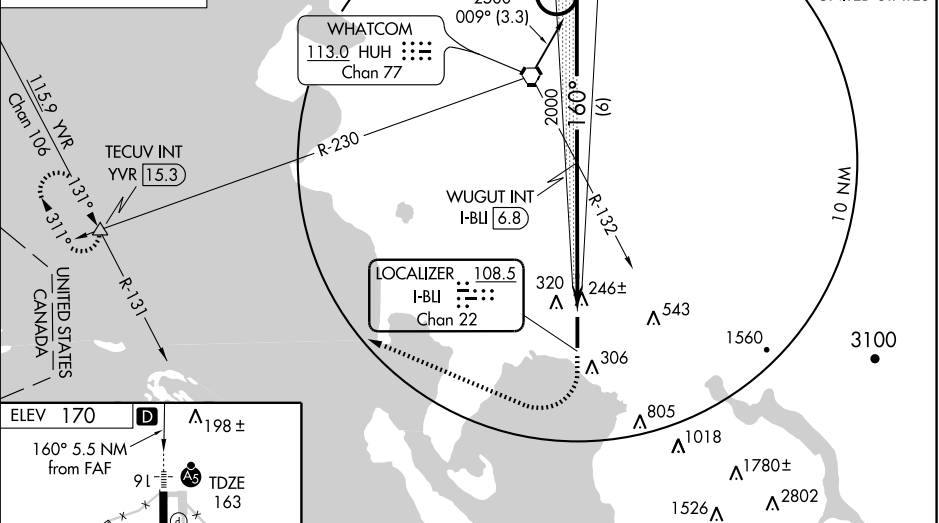 009° (3.3)
WHATCOM
113.0 HUH
Chan 77
2000
160°
(6)
115.9 YVR
Chan 106
R-230
TECUV INT
YVR 15.3
131°
311°
R-131
WUGUT INT
I-BLI 6.8
R-132
10 NM
LOCALIZER 108.5
I-BLI
Chan 22
320
246±
543
306
1560
3100
UNITED STATES
CANADA
805
1018
1780±
2802
1526
ELEV 170
D
198 ±
160° 5.5 NM
from FAF
16
A5
TDZE
163
P